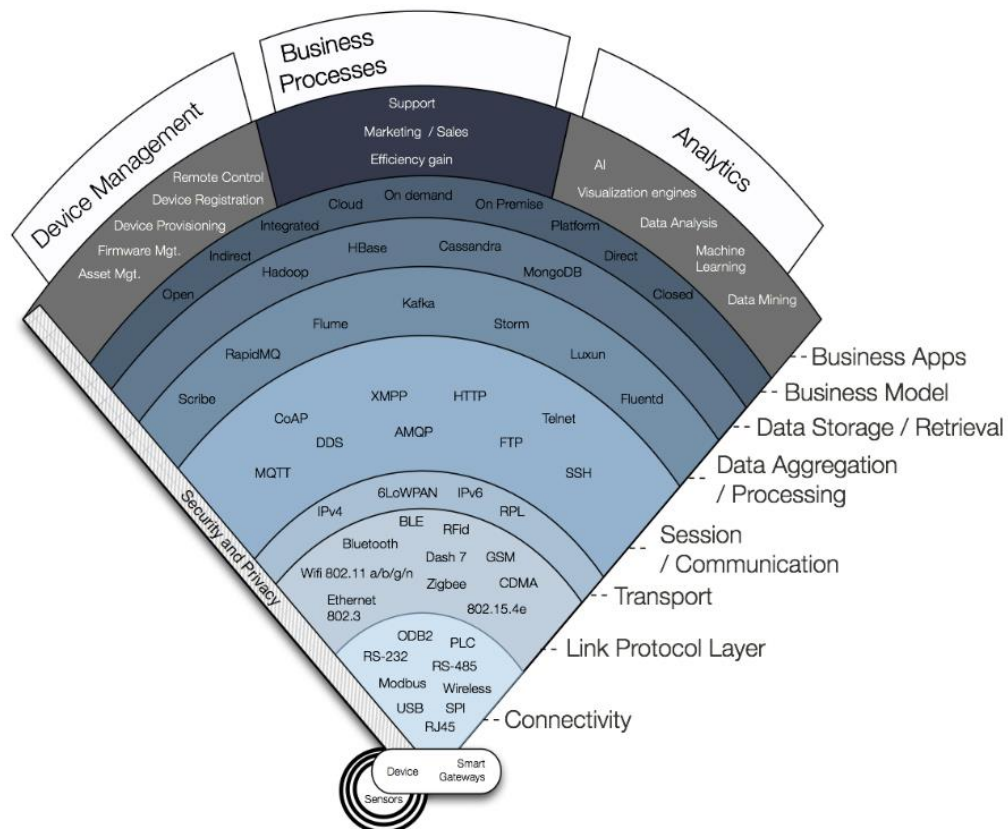 Device Management
Business
Processes
Analytics
Support
Marketing / Sales
Efficiency gain
Remote Control
Device Registration
Device Provisioning
Firmware Mgt.
Asset Mgt.
AI
Visualization engines
Data Analysis
Machine
Learning
Data Mining
Open
Indirect
Integrated
Cloud
On demand
On Premise
Platform
Direct
Closed
Hadoop
HBase
Cassandra
MongoDB
Scribe
RapidMQ
Flume
Kafka
Storm
Luxun
Fluentd
MQTT
CoAP
DDS
XMPP
AMQP
HTTP
FTP
Telnet
SSH
IPv4
6LoWPAN
IPv6
RPL
BLE
RFid
Bluetooth
Dash 7
GSM
Wifi 802.11 a/b/g/n
Zigbee
CDMA
Ethernet
802.3
802.15.4e
ODB2
PLC
RS-232
RS-485
Modbus
Wireless
USB
SPI
RJ45
Security and Privacy
Business Apps
Business Model
Data Storage / Retrieval
Data Aggregation
/ Processing
Session
/ Communication
Transport
Link Protocol Layer
Connectivity
Device
Smart
Gateways
Sensors